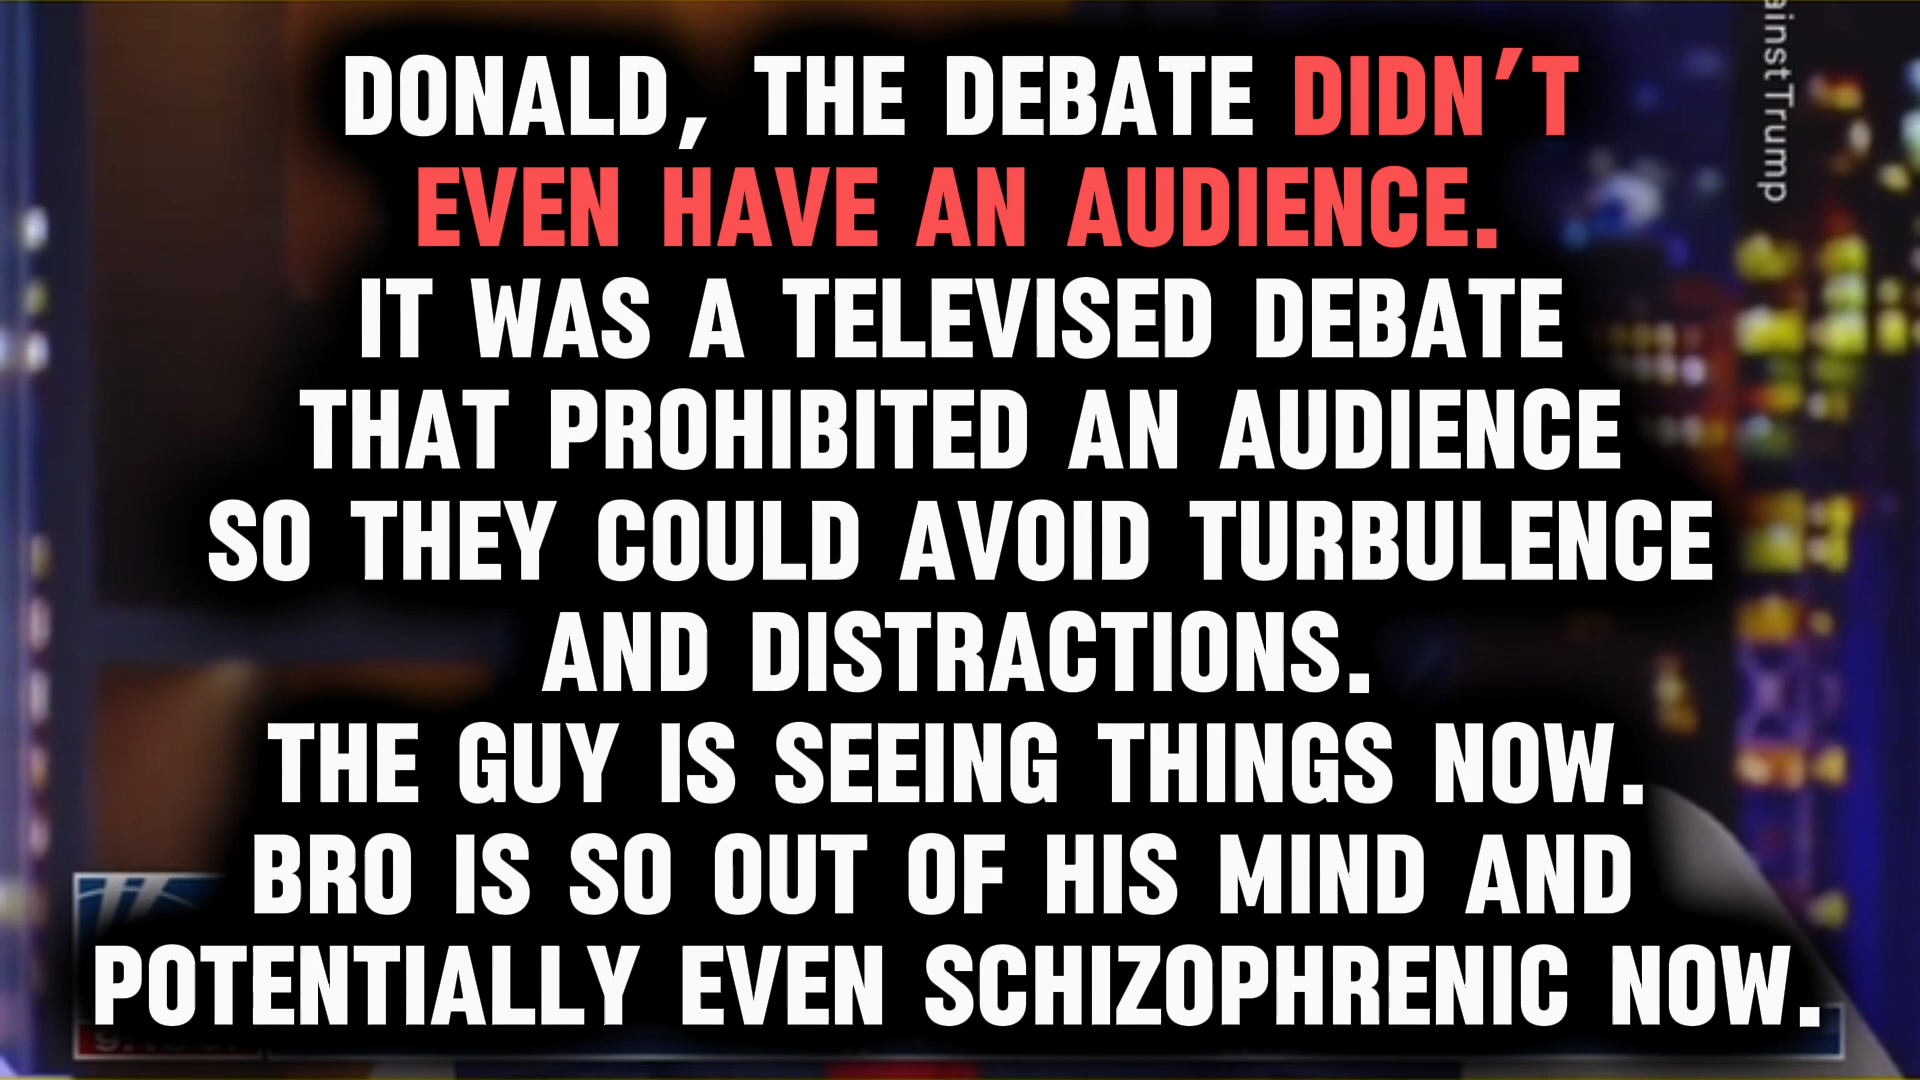 DONALD, THE DEBATE DIDN'T
EVEN HAVE AN AUDIENCE.
IT WAS A TELEVISED DEBATE
THAT PROHIBITED AN AUDIENCE
SO THEY COULD AVOID TURBULENCE
AND DISTRACTIONS.
THE GUY IS SEEING THINGS NOW.
BRO IS SO OUT OF HIS MIND AND
POTENTIALLY EVEN SCHIZOPHRENIC NOW.
ainstTrump